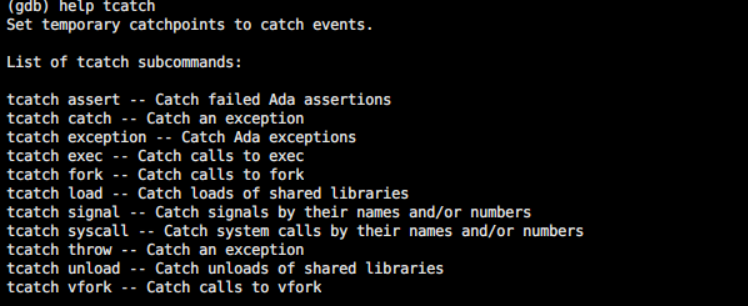 (gdb) help tcatch
Set temporary catchpoints to catch events.
List of tcatch subcommands:
tcatch assert -- Catch failed Ada assertions
tcatch catch -- Catch an exception
tcatch exception -- Catch Ada exceptions
tcatch exec -- Catch calls to exec
tcatch fork -- Catch calls to fork
tcatch load -- Catch loads of shared libraries
tcatch signal -- Catch signals by their names and/or numbers
tcatch syscall -- Catch system calls by their names and/or numbers
tcatch throw -- Catch an exception
tcatch unload -- Catch unloads of shared libraries
tcatch vfork -- Catch calls to vfork